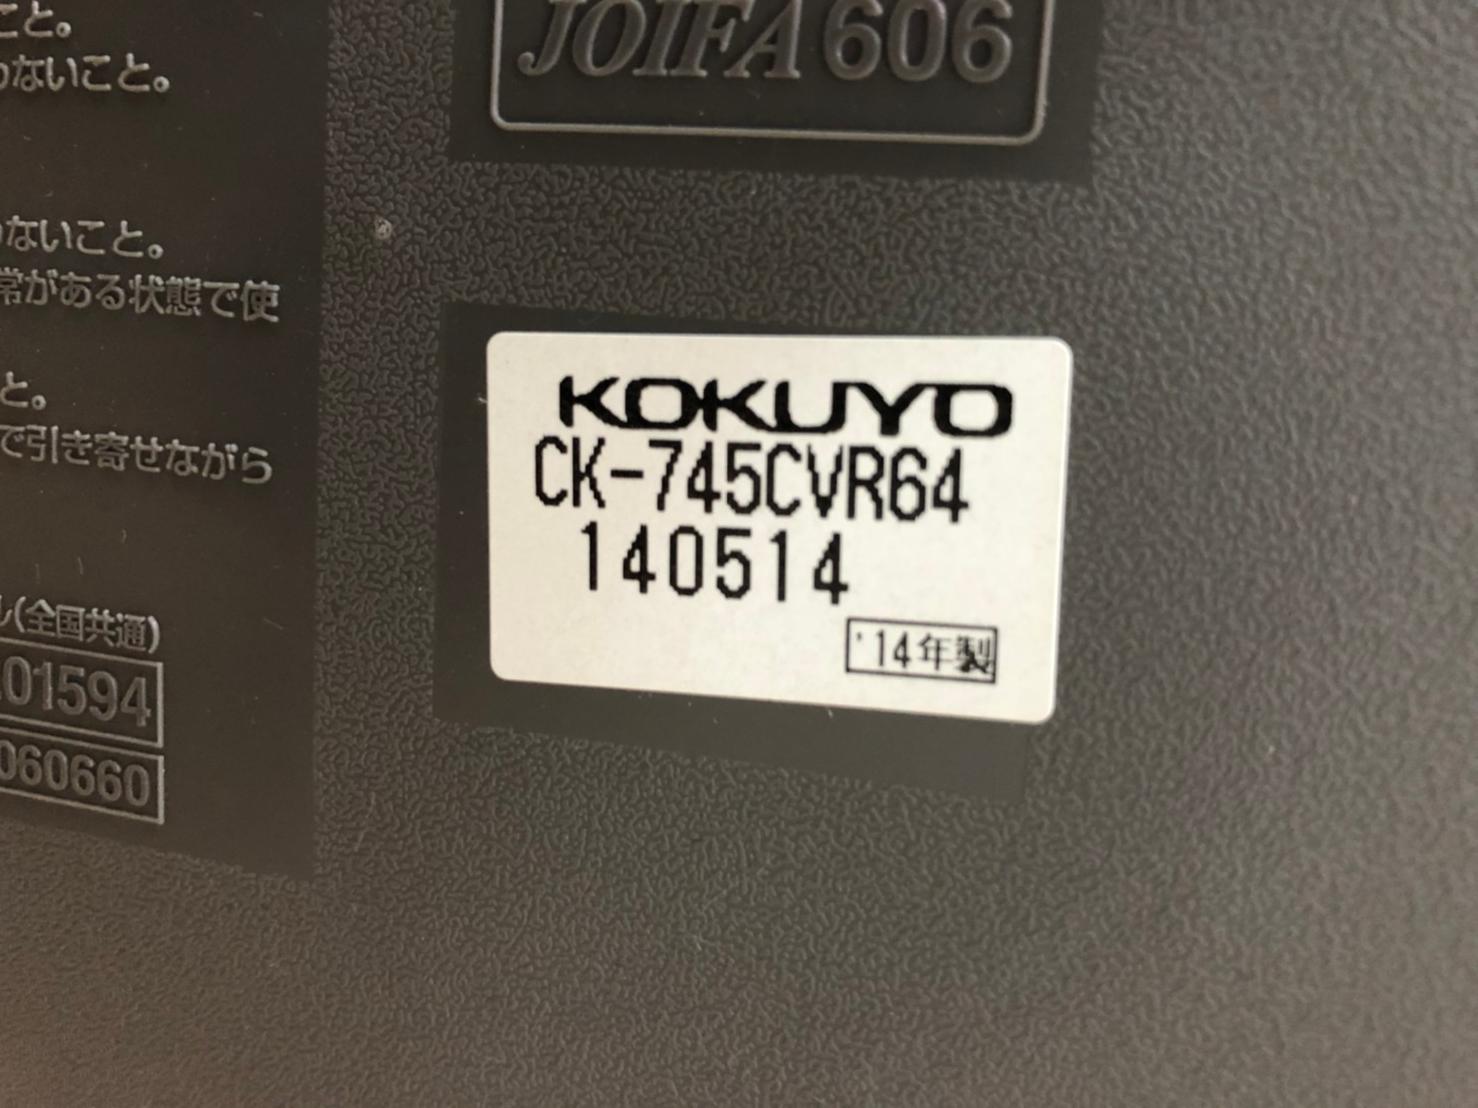 こと。
ないこと。
JOIFA 606
ないこと。
常がある状態で使
と。
で引き寄せながら
(全国共通)
01594
060660
KOKUYO
CK-745CVR64
140514
'14年製